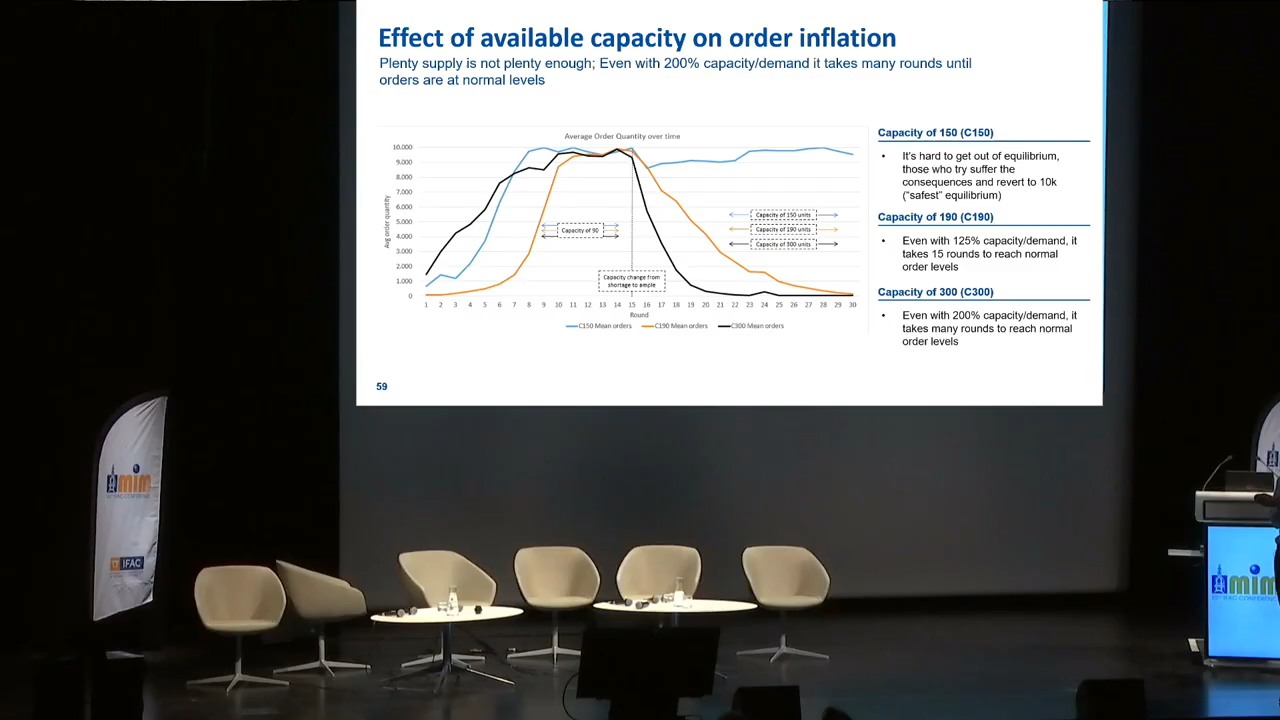 Effect of available capacity on order inflation
Plenty supply is not plenty enough; Even with 200% capacity/demand it takes many rounds until
orders are at normal levels
Average Order Quantity over time
10.000
9.000
8.000
7.000
6.000
5.000
4.000
3.000
2.000
1.000
0
Avg order quantity
Capacity of 90
Capacity change from
shortage to ample
Capacity of 150 units
Capacity of 190 units
Capacity of 300 units
1 2 3 4 5 6 7 8 9 10 11 12 13 14 15 16 17 18 19 20 21 22 23 24 25 26 27 28 29 30
Round
C150 Mean orders C190 Mean orders C300 Mean orders
Capacity of 150 (C150)
• It's hard to get out of equilibrium,
those who try suffer the
consequences and revert to 10k
("safest" equilibrium)
Capacity of 190 (C190)
• Even with 125% capacity/demand, it
takes 15 rounds to reach normal
order levels
Capacity of 300 (C300)
• Even with 200% capacity/demand, it
takes many rounds to reach normal
order levels
59
mim
IFAC CONFERENCE
IFAC
mim
IFAC CONFERENCE